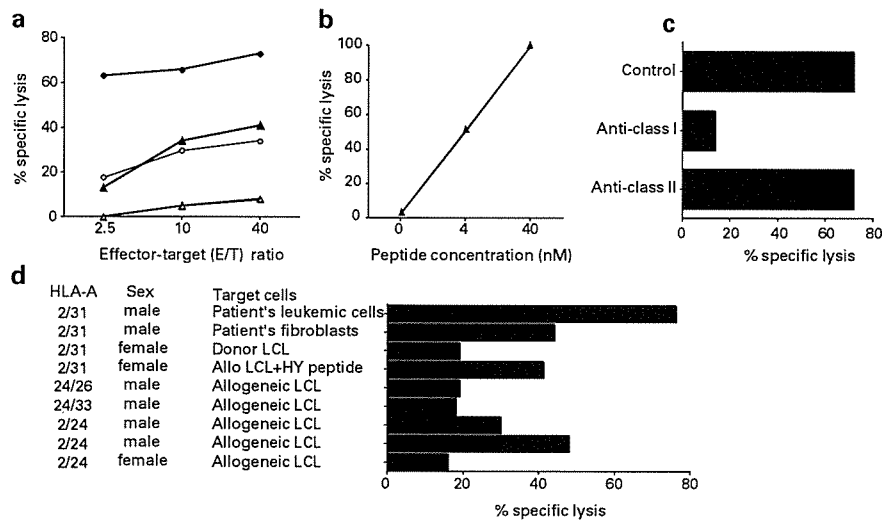 a
80
60
40
20
0
% specific lysis
2.5 10 40
Effector-target (E/T) ratio
b
100
80
60
40
20
0
% specific lysis
0 4 40
Peptide concentration (nM)
c
Control
Anti-class I
Anti-class II
0 20 40 60 80
% specific lysis
d
HLA-A Sex Target cells
2/31 male Patient's leukemic cells
2/31 male Patient's fibroblasts
2/31 female Donor LCL
2/31 female Allo LCL+HY peptide
24/26 male Allogeneic LCL
24/33 male Allogeneic LCL
2/24 male Allogeneic LCL
2/24 male Allogeneic LCL
2/24 female Allogeneic LCL
0 20 40 60 80
% specific lysis